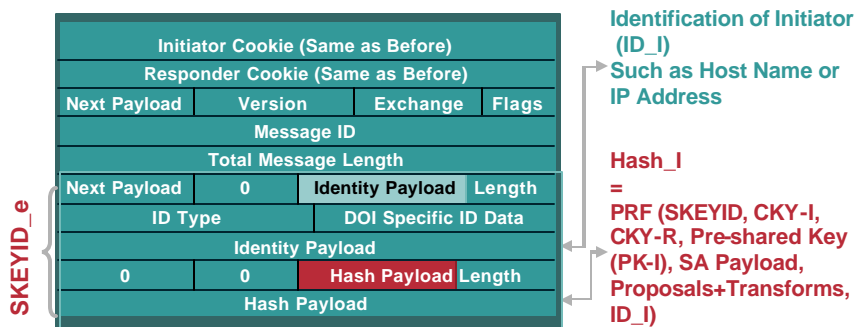 Initiator Cookie (Same as Before)
Responder Cookie (Same as Before)
Next Payload Version Exchange Flags
Message ID
Total Message Length
Next Payload 0 Identity Payload Length
ID Type DOI Specific ID Data
Identity Payload
0 0 Hash Payload Length
Hash Payload
SKEYID_e
Identification of Initiator
(ID_I)
Such as Host Name or
IP Address
Hash_I
=
PRF (SKEYID, CKY-I,
CKY-R, Pre-shared Key
(PK-I), SA Payload,
Proposals+Transforms,
ID_I)